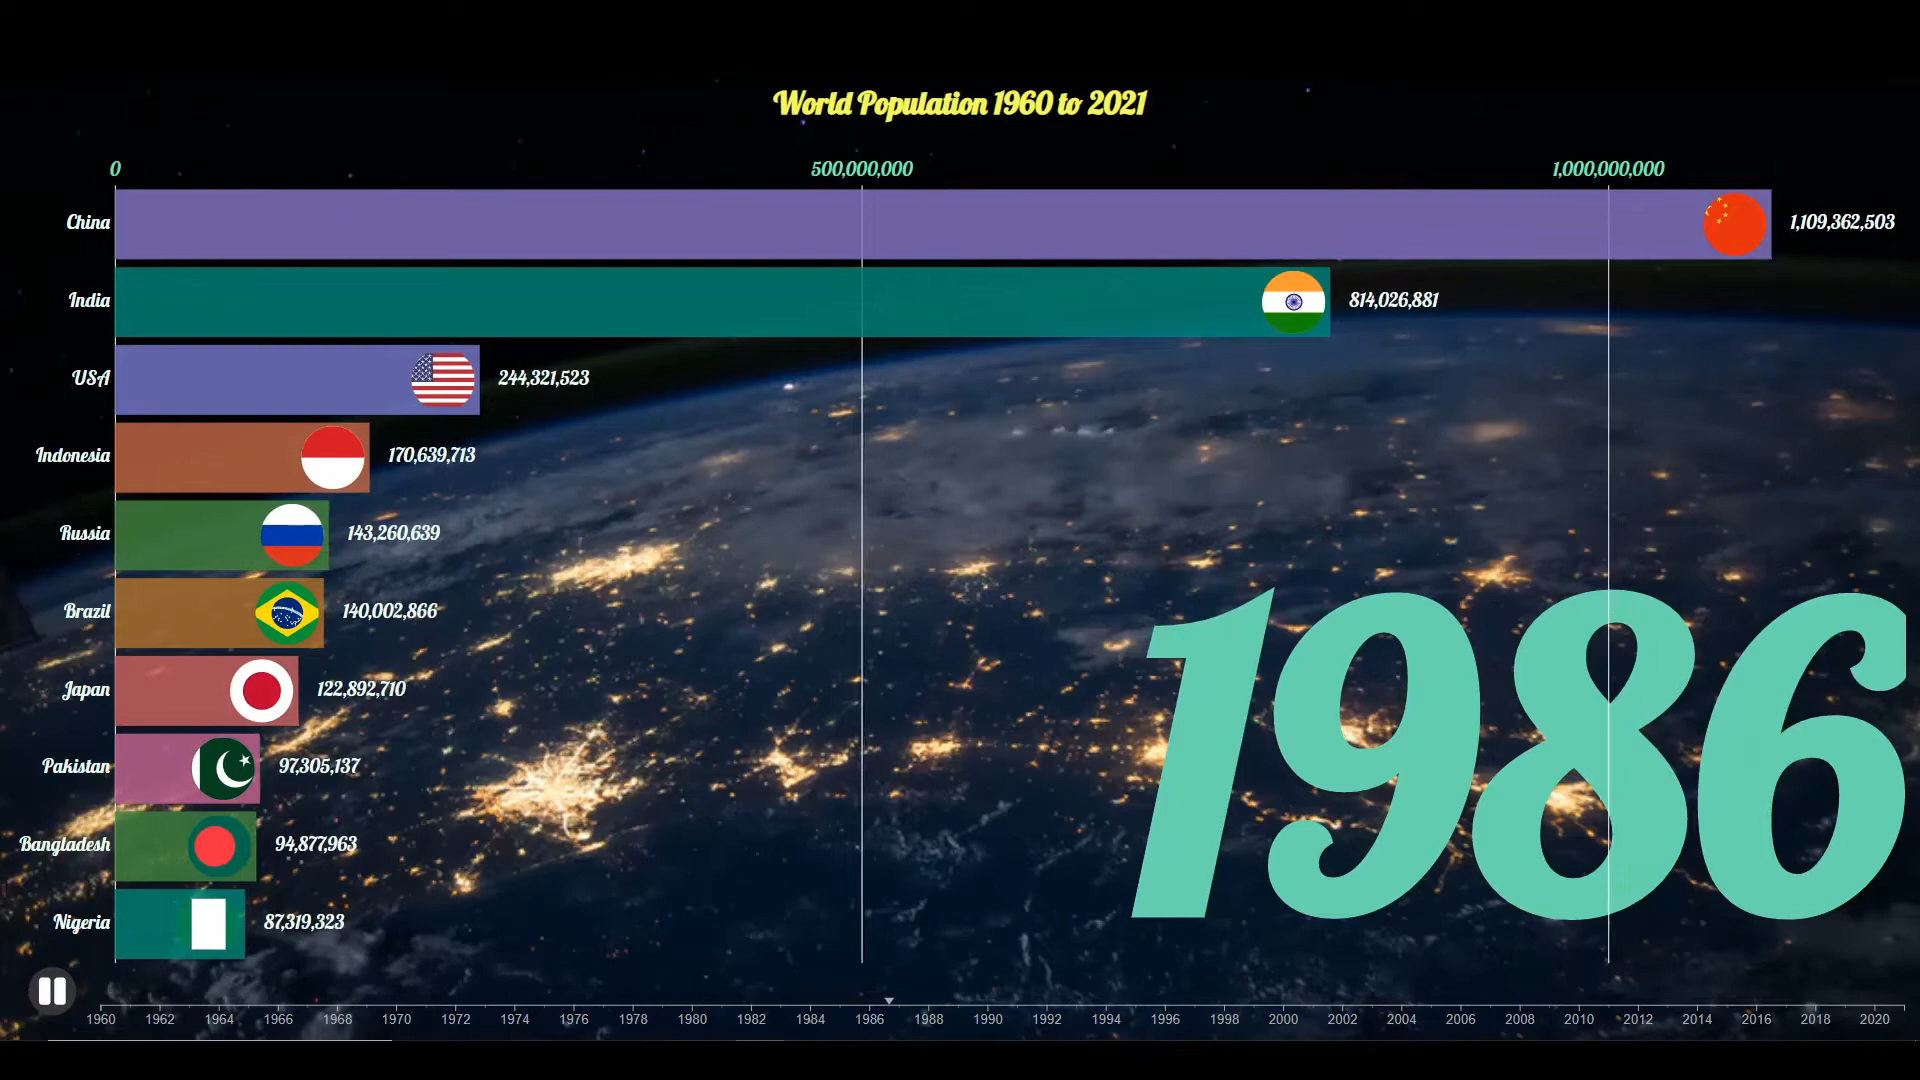 World Population 1960 to 2021
0 500,000,000 1,000,000,000
China 1,109,362,503
India 814,026,881
USA 244,321,523
Indonesia 170,639,713
Russia 143,260,639
Brazil 140,002,866
Japan 122,892,710
Pakistan 97,305,137
Bangladesh 94,877,963
Nigeria 87,319,323
1986
1960 1962 1964 1966 1968 1970 1972 1974 1976 1978 1980 1982 1984 1986 1988 1990 1992 1994 1996 1998 2000 2002 2004 2006 2008 2010 2012 2014 2016 2018 2020